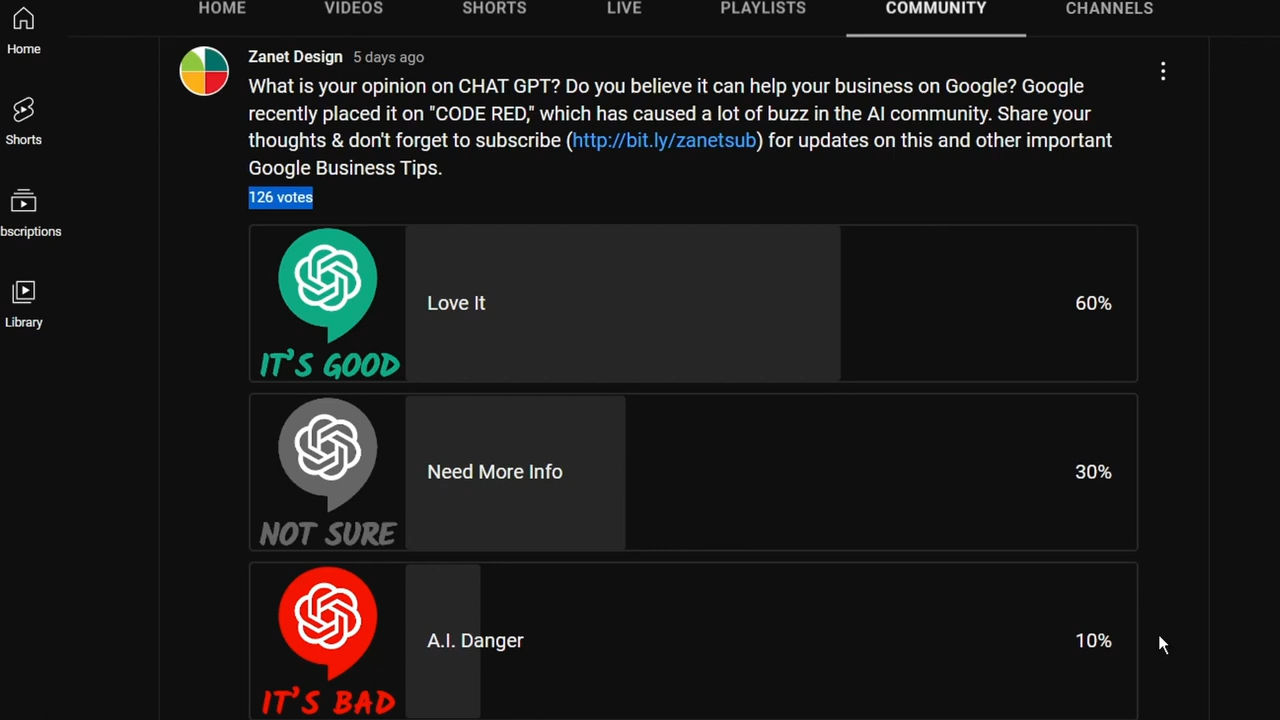 HOME VIDEOS SHORTS LIVE PLAYLISTS COMMUNITY CHANNELS
Home
Shorts
bscriptions
Library
Zanet Design 5 days ago
What is your opinion on CHAT GPT? Do you believe it can help your business on Google? Google
recently placed it on "CODE RED," which has caused a lot of buzz in the AI community. Share your
thoughts & don't forget to subscribe (http://bit.ly/zanetsub) for updates on this and other important
Google Business Tips.
126 votes
IT'S GOOD
Love It 60%
NOT SURE
Need More Info 30%
IT'S BAD
A.I. Danger 10%